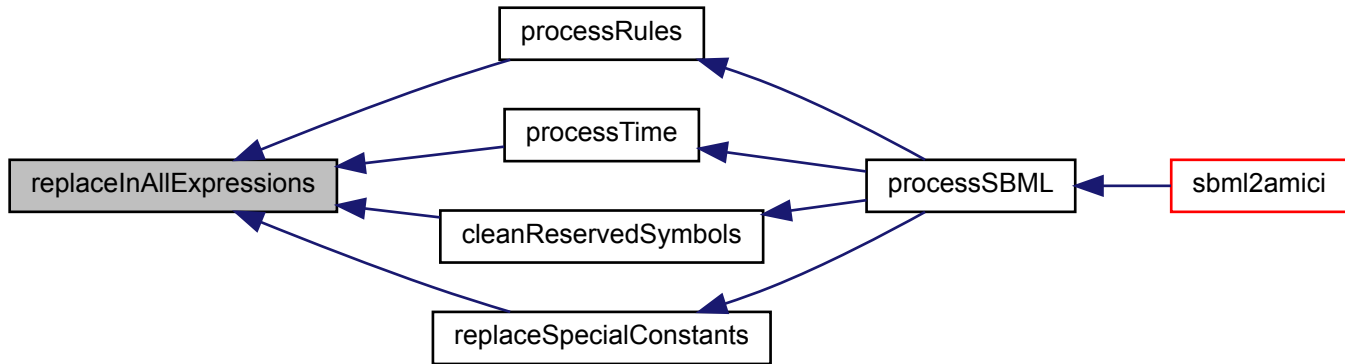 processRules
processTime
replaceInAllExpressions
processSBML
sbml2amici
cleanReservedSymbols
replaceSpecialConstants